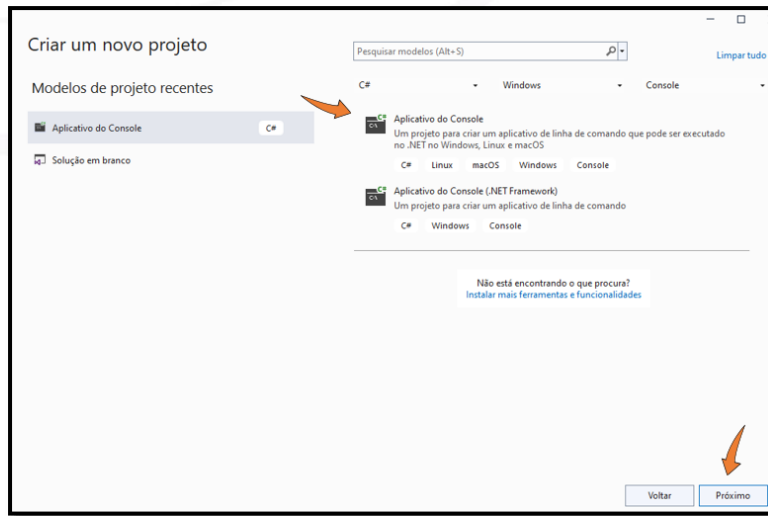 Criar um novo projeto
Modelos de projeto recentes
Aplicativo do Console C#
Solução em branco
Pesquisar modelos (Alt+S)
Limpar tudo
C# Windows Console
C#
C:\
Aplicativo do Console
Um projeto para criar um aplicativo de linha de comando que pode ser executado
no .NET no Windows, Linux e macOS
C# Linux macOS Windows Console
C#
C:\
Aplicativo do Console (.NET Framework)
Um projeto para criar um aplicativo de linha de comando
C# Windows Console
Não está encontrando o que procura?
Instalar mais ferramentas e funcionalidades
Voltar Próximo